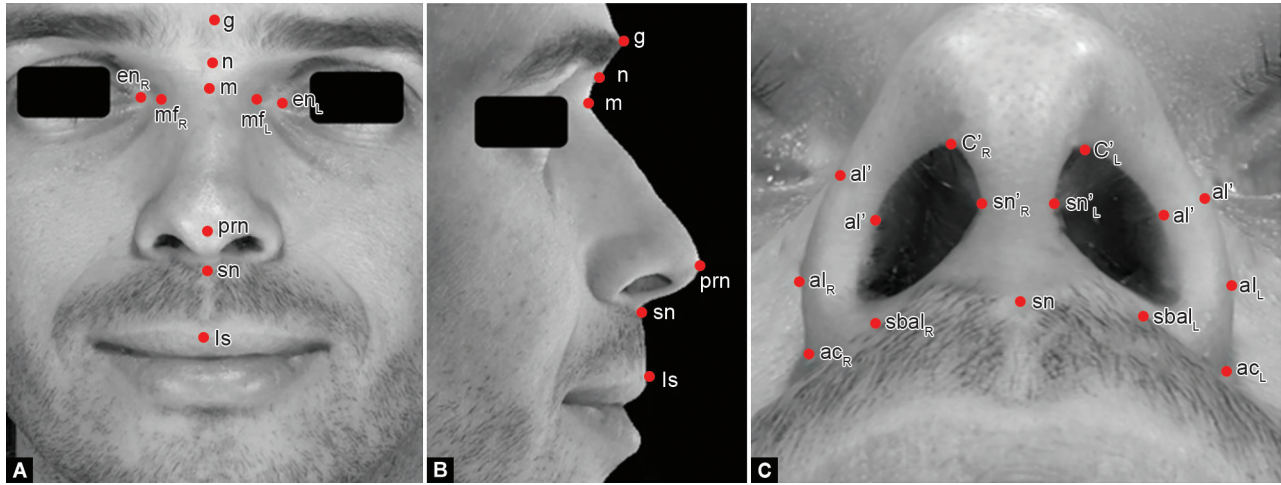 g
n
m
en_R
mf_R
mf_L
en_L
prn
sn
ls
A
g
n
m
prn
sn
ls
B
C'_R
C'_L
al'
sn'_R
sn'_L
al'
al'
al'
al_R
al_L
sn
sbal_R
sbal_L
ac_R
ac_L
C